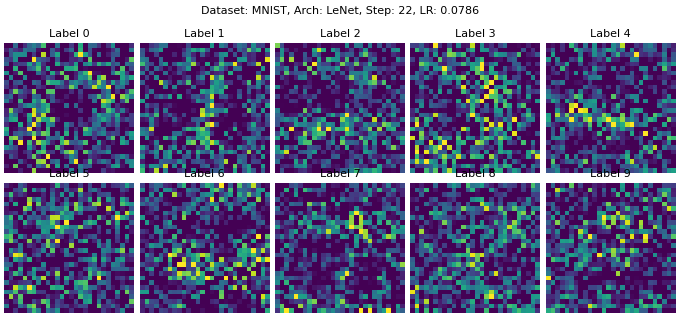 Dataset: MNIST, Arch: LeNet, Step: 22, LR: 0.0786
Label 0
Label 1
Label 2
Label 3
Label 4
Label 5
Label 6
Label 7
Label 8
Label 9